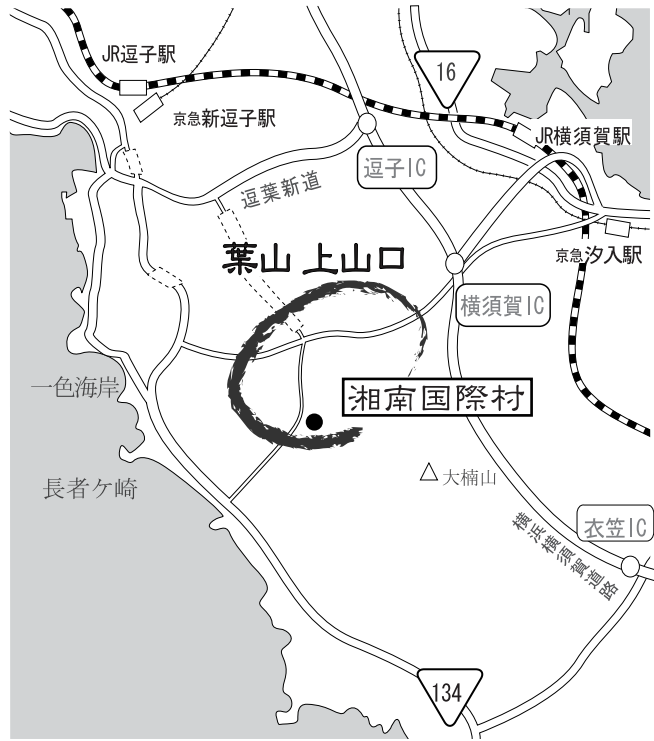 JR逗子駅
16
京急新逗子駅
JR横須賀駅
逗子IC
逗葉新道
京急汐入駅
葉山 上山口
横須賀IC
一色海岸
湘南国際村
長者ケ崎
大楠山
衣笠IC
横浜横須賀道路
134